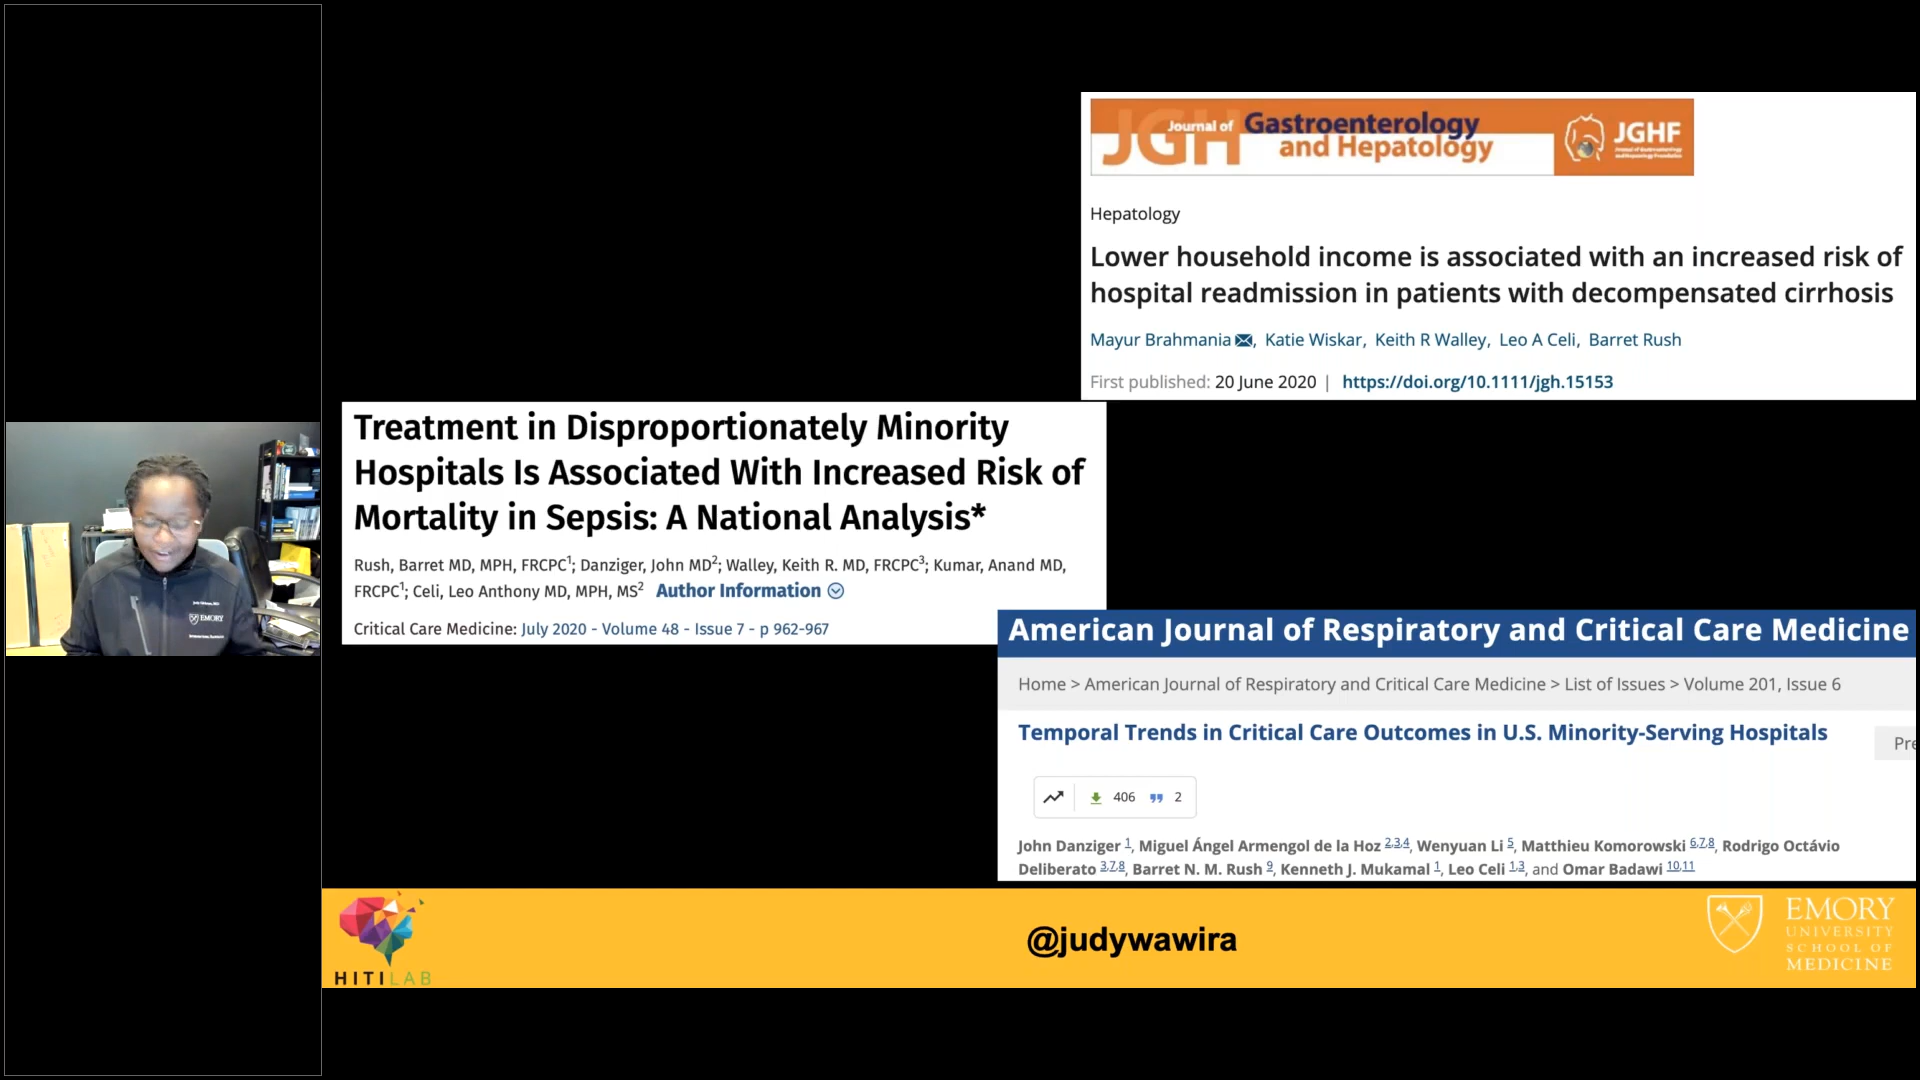 JGH
Journal of Gastroenterology
and Hepatology
JGHF
Hepatology
Lower household income is associated with an increased risk of
hospital readmission in patients with decompensated cirrhosis
Mayur Brahmania, Katie Wiskar, Keith R Walley, Leo A Celi, Barret Rush
First published: 20 June 2020 | https://doi.org/10.1111/jgh.15153
Treatment in Disproportionately Minority
Hospitals Is Associated With Increased Risk of
Mortality in Sepsis: A National Analysis*
Rush, Barret MD, MPH, FRCPC1; Danziger, John MD2; Walley, Keith R. MD, FRCPC3; Kumar, Anand MD,
FRCPC1; Celi, Leo Anthony MD, MPH, MS2 Author Information
Critical Care Medicine: July 2020 - Volume 48 - Issue 7 - p 962-967
American Journal of Respiratory and Critical Care Medicine
Home > American Journal of Respiratory and Critical Care Medicine > List of Issues > Volume 201, Issue 6
Temporal Trends in Critical Care Outcomes in U.S. Minority-Serving Hospitals
Pre
406 2
John Danziger 1, Miguel Ángel Armengol de la Hoz 2,3,4, Wenyuan Li 5, Matthieu Komorowski 6,7,8, Rodrigo Octávio
Deliberato 3,7,8, Barret N. M. Rush 9, Kenneth J. Mukamal 1, Leo Celi 1,3, and Omar Badawi 10,11
EMORY
HITILAB
@judywawira
EMORY
UNIVERSITY
SCHOOL OF
MEDICINE